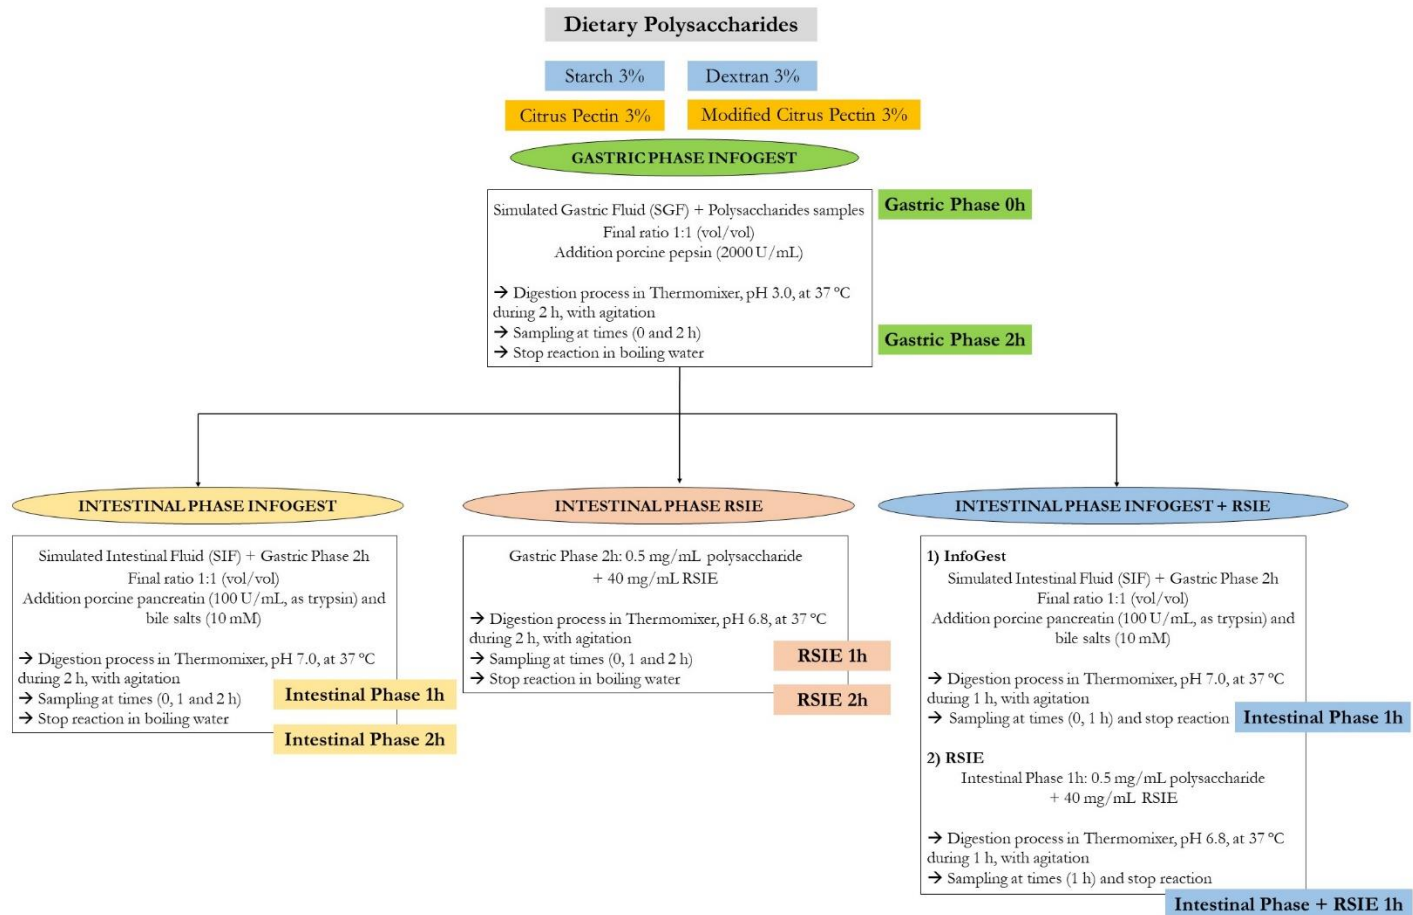 Dietary Polysaccharides
Starch 3%
Dextran 3%
Citrus Pectin 3%
Modified Citrus Pectin 3%
GASTRIC PHASE INFOGEST
Gastric Phase 0h
Simulated Gastric Fluid (SGF) + Polysaccharides samples
Final ratio 1:1 (vol/vol)
Addition porcine pepsin (2000 U/mL)
→ Digestion process in Thermomixer, pH 3.0, at 37 ºC
during 2 h, with agitation
→ Sampling at times (0 and 2 h)
→ Stop reaction in boiling water
Gastric Phase 2h
INTESTINAL PHASE INFOGEST
Simulated Intestinal Fluid (SIF) + Gastric Phase 2h
Final ratio 1:1 (vol/vol)
Addition porcine pancreatin (100 U/mL, as trypsin) and
bile salts (10 mM)
→ Digestion process in Thermomixer, pH 7.0, at 37 ºC
during 2 h, with agitation
→ Sampling at times (0, 1 and 2 h)
→ Stop reaction in boiling water
Intestinal Phase 1h
Intestinal Phase 2h
INTESTINAL PHASE RSIE
Gastric Phase 2h: 0.5 mg/mL polysaccharide
+ 40 mg/mL RSIE
→ Digestion process in Thermomixer, pH 6.8, at 37 ºC
during 2 h, with agitation
→ Sampling at times (0, 1 and 2 h)
→ Stop reaction in boiling water
RSIE 1h
RSIE 2h
INTESTINAL PHASE INFOGEST + RSIE
1) InfoGest
Simulated Intestinal Fluid (SIF) + Gastric Phase 2h
Final ratio 1:1 (vol/vol)
Addition porcine pancreatin (100 U/mL, as trypsin) and
bile salts (10 mM)
→ Digestion process in Thermomixer, pH 7.0, at 37 ºC
during 1 h, with agitation
→ Sampling at times (0, 1 h) and stop reaction
Intestinal Phase 1h
2) RSIE
Intestinal Phase 1h: 0.5 mg/mL polysaccharide
+ 40 mg/mL RSIE
→ Digestion process in Thermomixer, pH 6.8, at 37 ºC
during 1 h, with agitation
→ Sampling at times (1 h) and stop reaction
Intestinal Phase + RSIE 1h